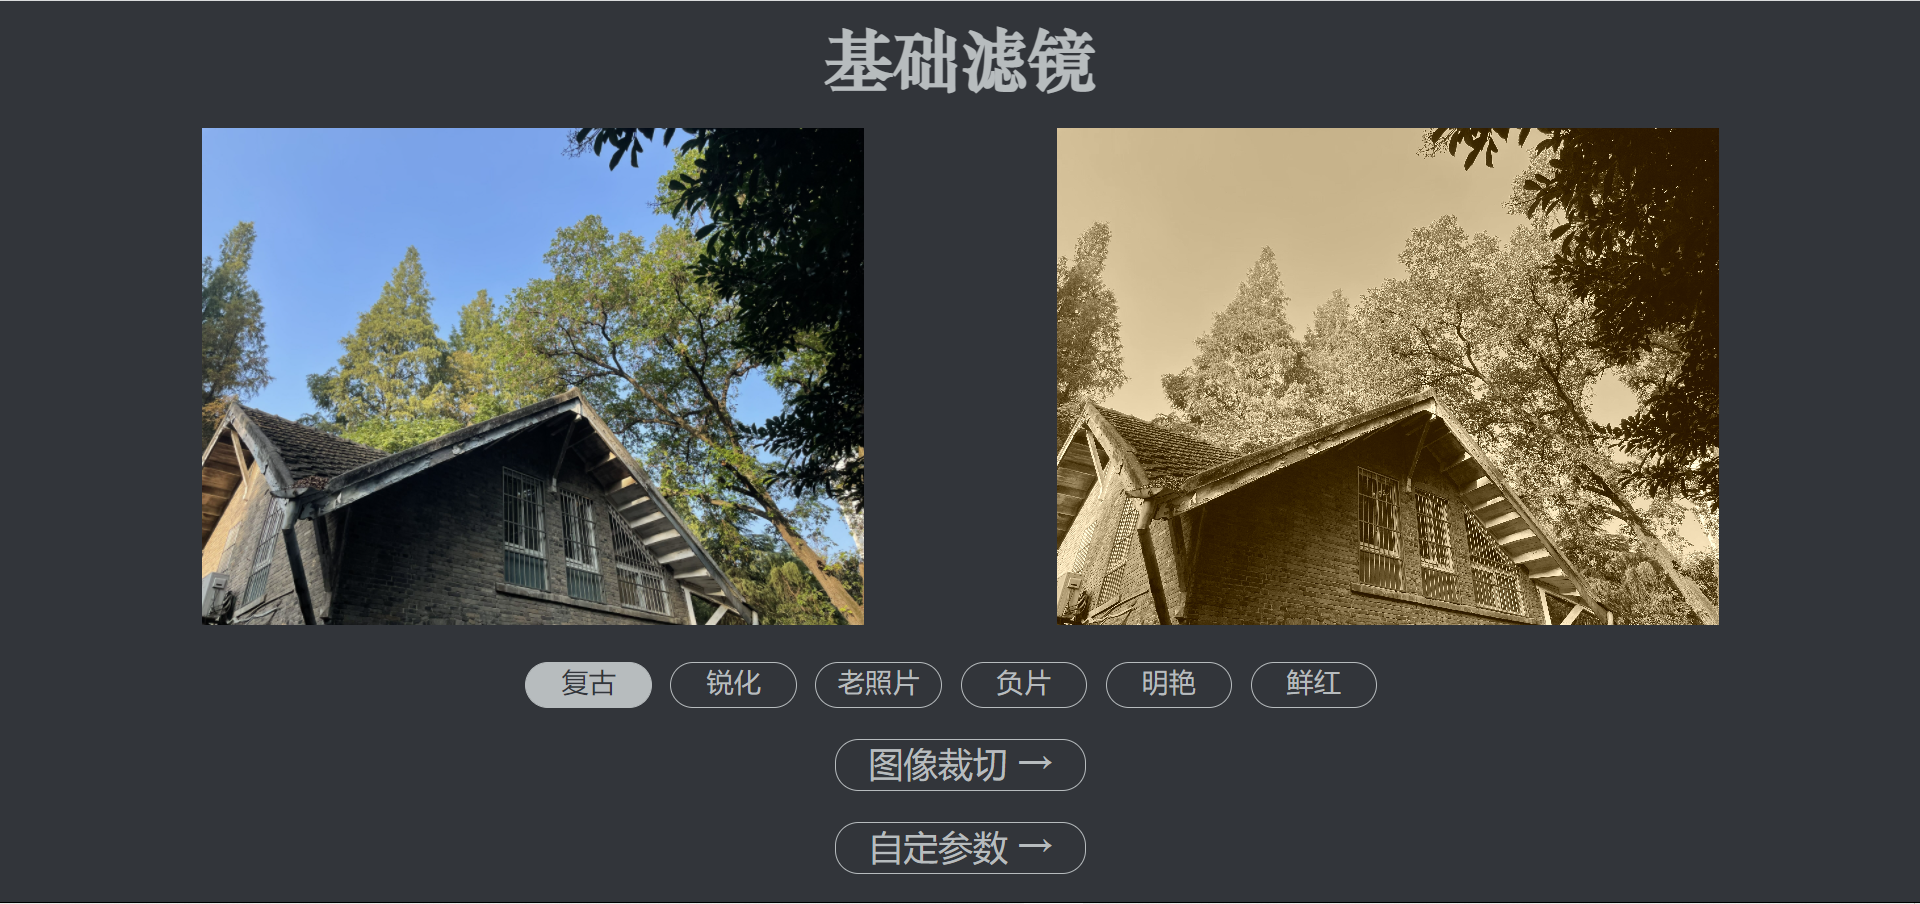 基础滤镜
复古 锐化 老照片 负片 明艳 鲜红
图像裁切 →
自定参数 →